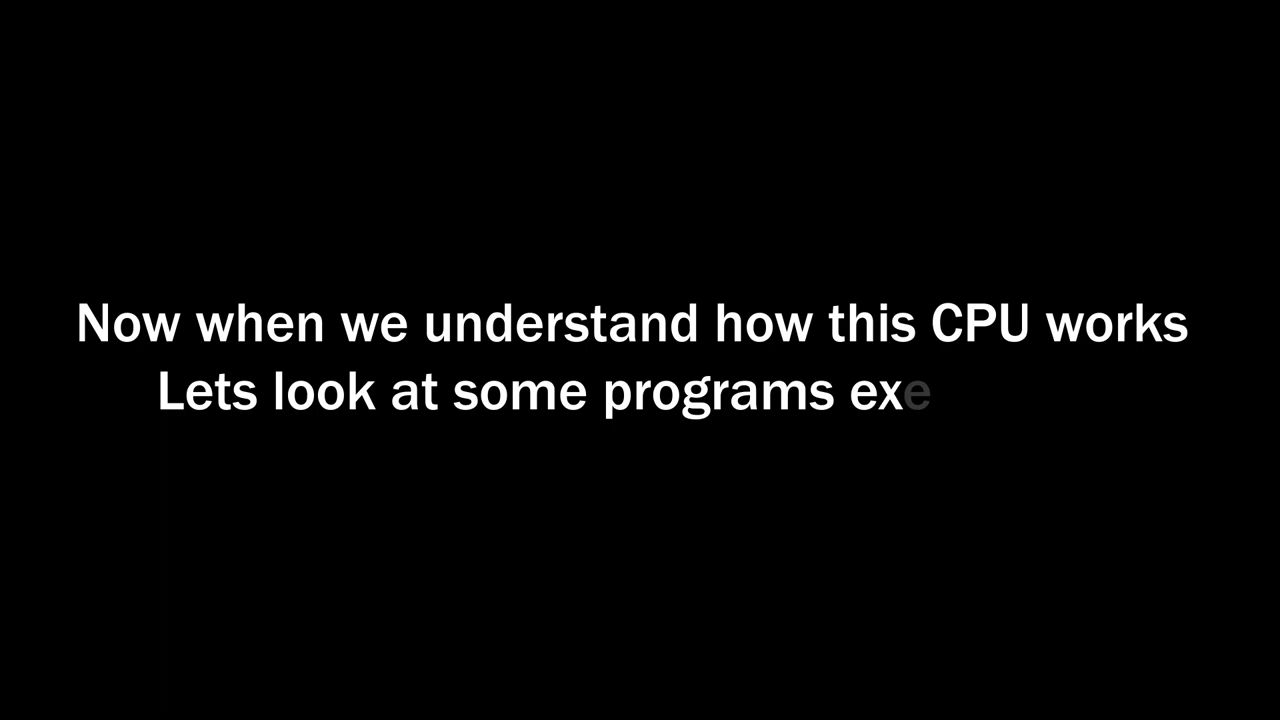 Now when we understand how this CPU works
Lets look at some programs exe